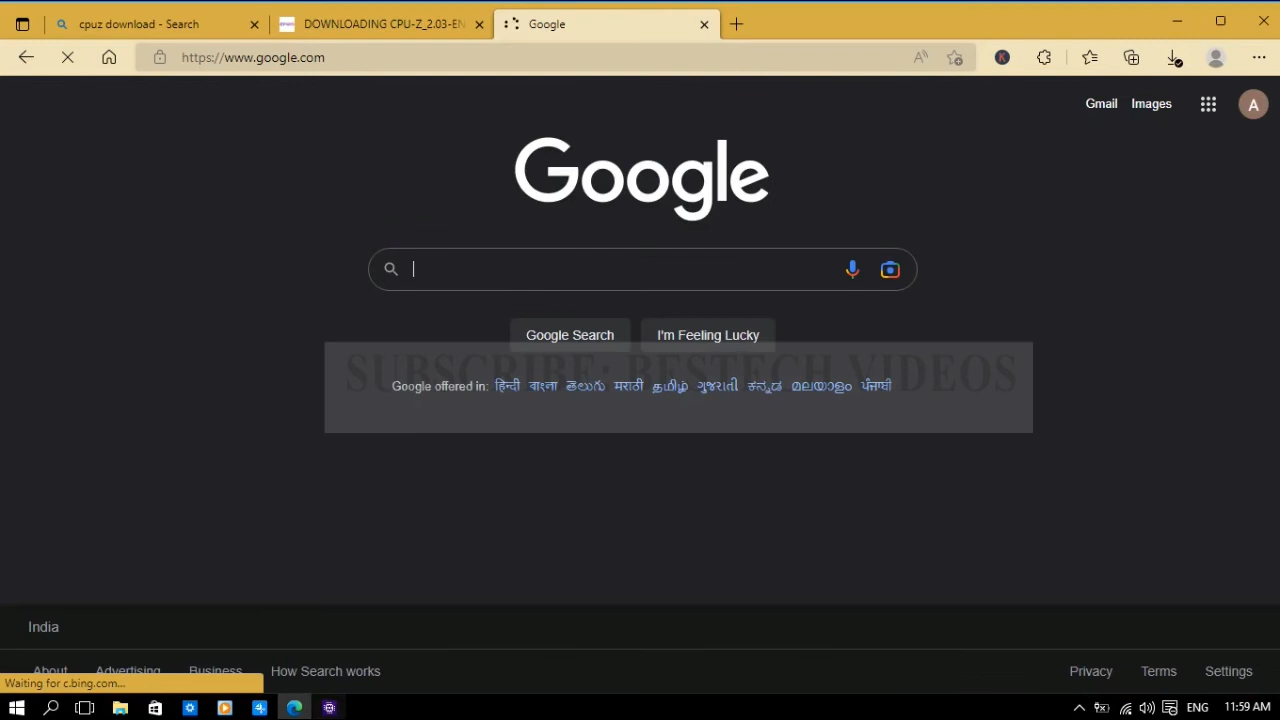 cpuz download - Search
DOWNLOADING CPU-Z_2.03-EN
Google
https://www.google.com
Gmail Images
A
Google
Google Search
I'm Feeling Lucky
SUBSCRIBE: BESTECH VIDEOS
Google offered in: हिन्दी বাংলা తెలుగు मराठी தமிழ் ગુજરાતી ಕನ್ನಡ മലയാളം ਪੰਜਾਬੀ
India
About Advertising Business How Search works
Privacy Terms Settings
Waiting for c.bing.com...
ENG
11:59 AM